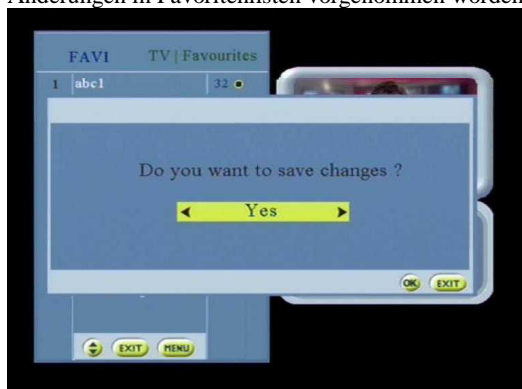 Änderungen in Favoritenlisten vorgenommen worden
FAV1 TV | Favourites
1 abc1 32
Do you want to save changes ?
Yes
OK EXIT
EXIT MENU